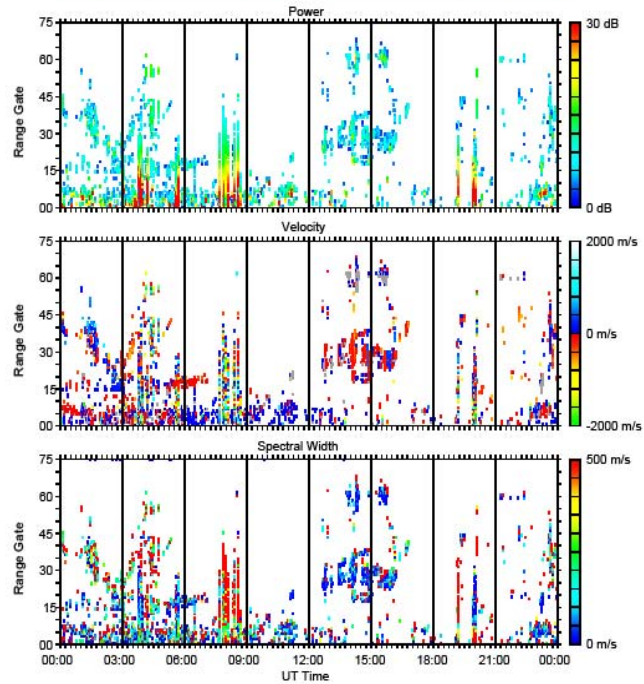 Power
75
60
45
30
15
00
Range Gate
30 dB
0 dB
Velocity
75
60
45
30
15
00
Range Gate
2000 m/s
0 m/s
-2000 m/s
Spectral Width
75
60
45
30
15
00
Range Gate
500 m/s
0 m/s
00:00 03:00 06:00 09:00 12:00 15:00 18:00 21:00 00:00
UT Time